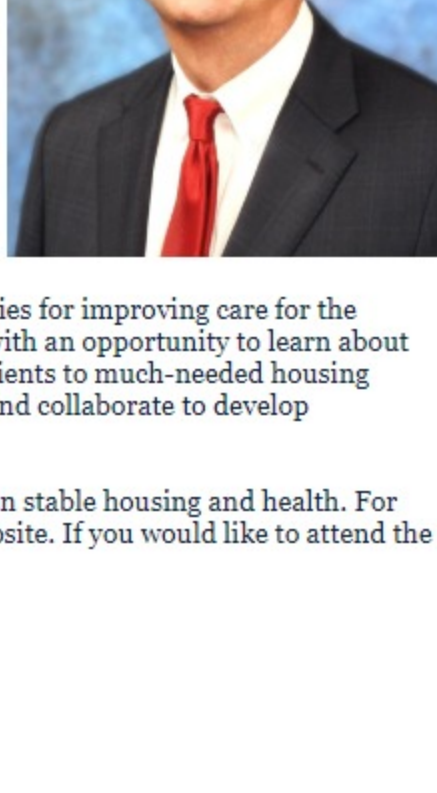 ies for improving care for the
ith an opportunity to learn about
ients to much-needed housing
nd collaborate to develop
n stable housing and health. For
site. If you would like to attend the